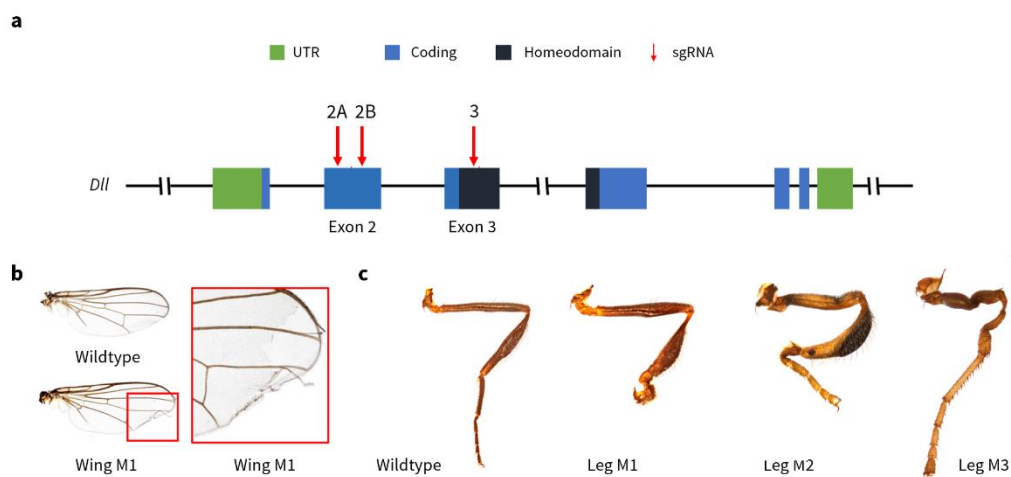 a
UTR Coding Homeodomain sgRNA
2A 2B 3
Dll
Exon 2 Exon 3
b
c
Wildtype
Wing M1
Wing M1
Wildtype
Leg M1
Leg M2
Leg M3